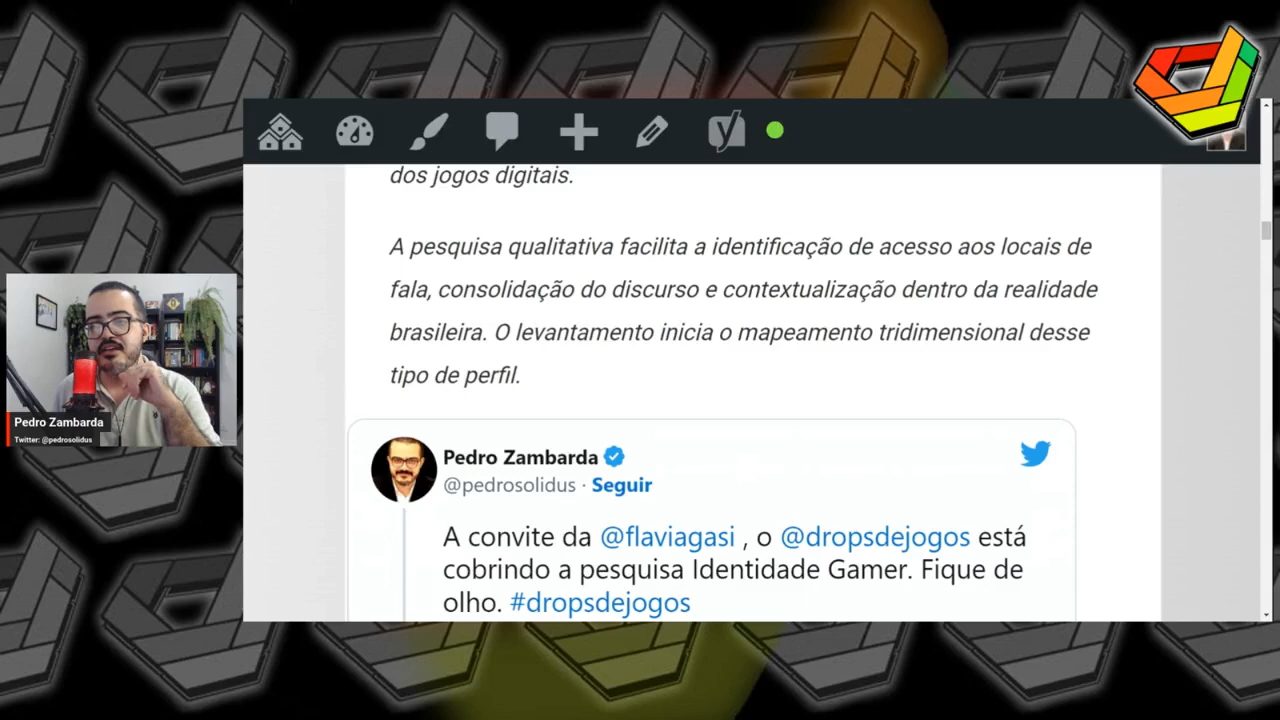 dos jogos digitais.
A pesquisa qualitativa facilita a identificação de acesso aos locais de
fala, consolidação do discurso e contextualização dentro da realidade
brasileira. O levantamento inicia o mapeamento tridimensional desse
tipo de perfil.
Pedro Zambarda
@pedrosolidus · Seguir
A convite da @flaviagasi , o @dropsdejogos está
cobrindo a pesquisa Identidade Gamer. Fique de
olho. #dropsdejogos
Pedro Zambarda
Twitter: @pedrosolidus